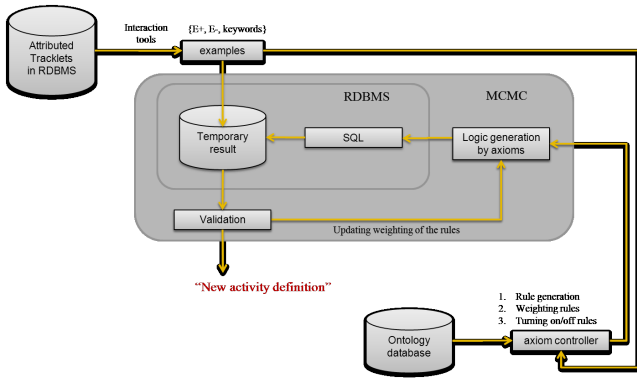 Attributed
Tracklets
in RDBMS
Interaction
tools
{E+, E-, keywords}
examples
RDBMS
MCMC
Temporary
result
SQL
Logic generation
by axioms
Validation
Updating weighting of the rules
“New activity definition”
1. Rule generation
2. Weighting rules
3. Turning on/off rules
Ontology
database
axiom controller